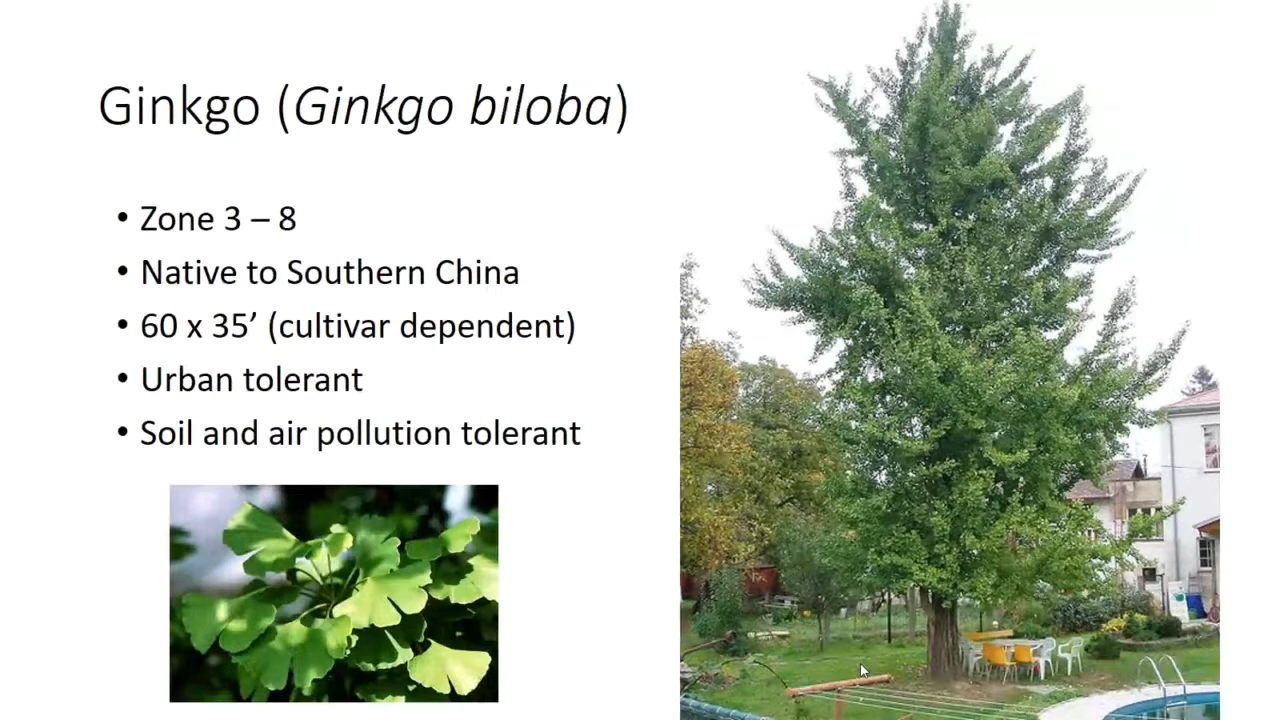 Ginkgo (Ginkgo biloba)
• Zone 3 – 8
• Native to Southern China
• 60 x 35’ (cultivar dependent)
• Urban tolerant
• Soil and air pollution tolerant